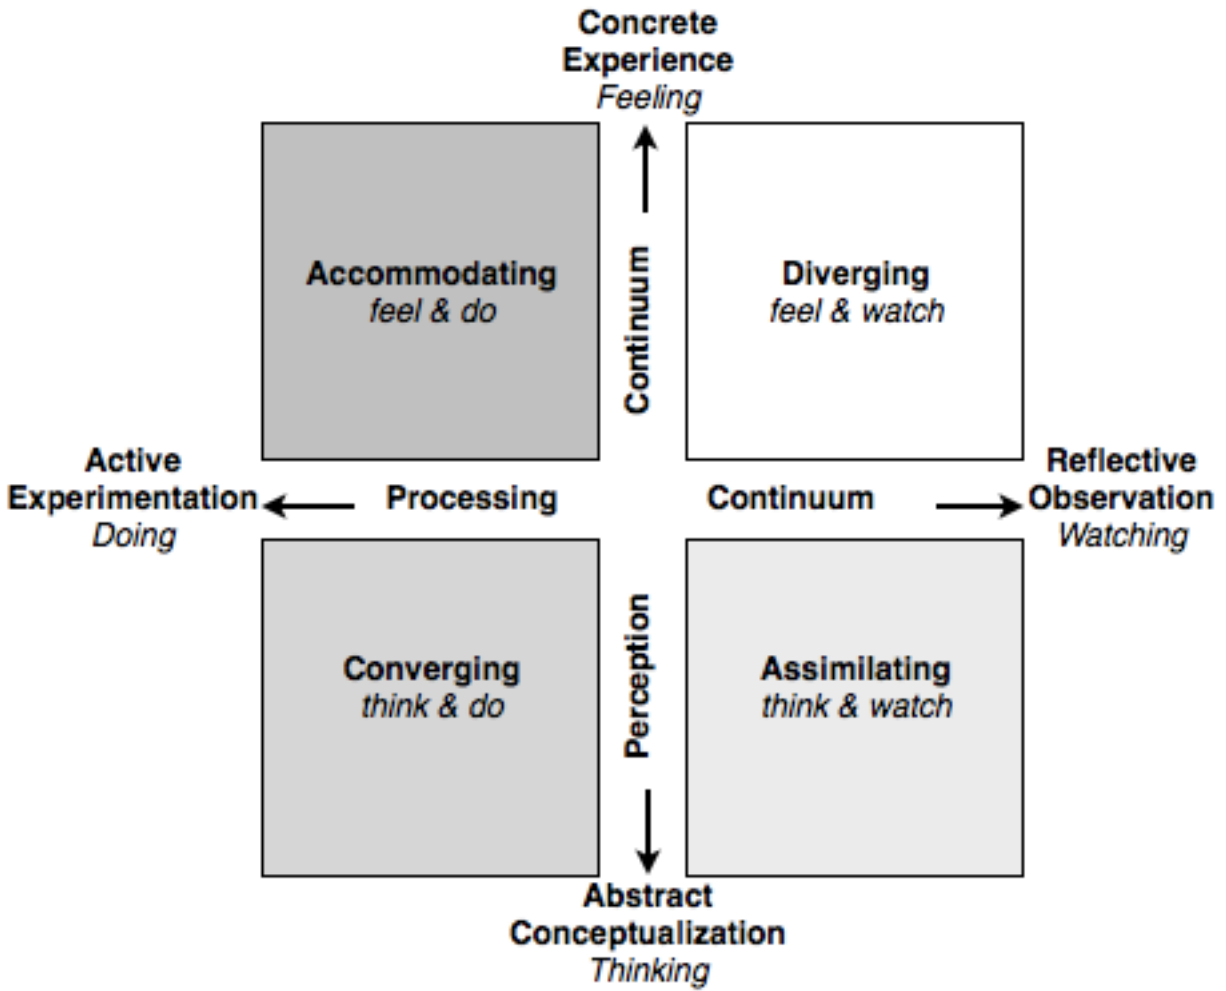 Concrete
Experience
Feeling
Accommodating
feel & do
Continuum
Diverging
feel & watch
Active
Experimentation
Doing
Processing
Continuum
Reflective
Observation
Watching
Converging
think & do
Perception
Assimilating
think & watch
Abstract
Conceptualization
Thinking